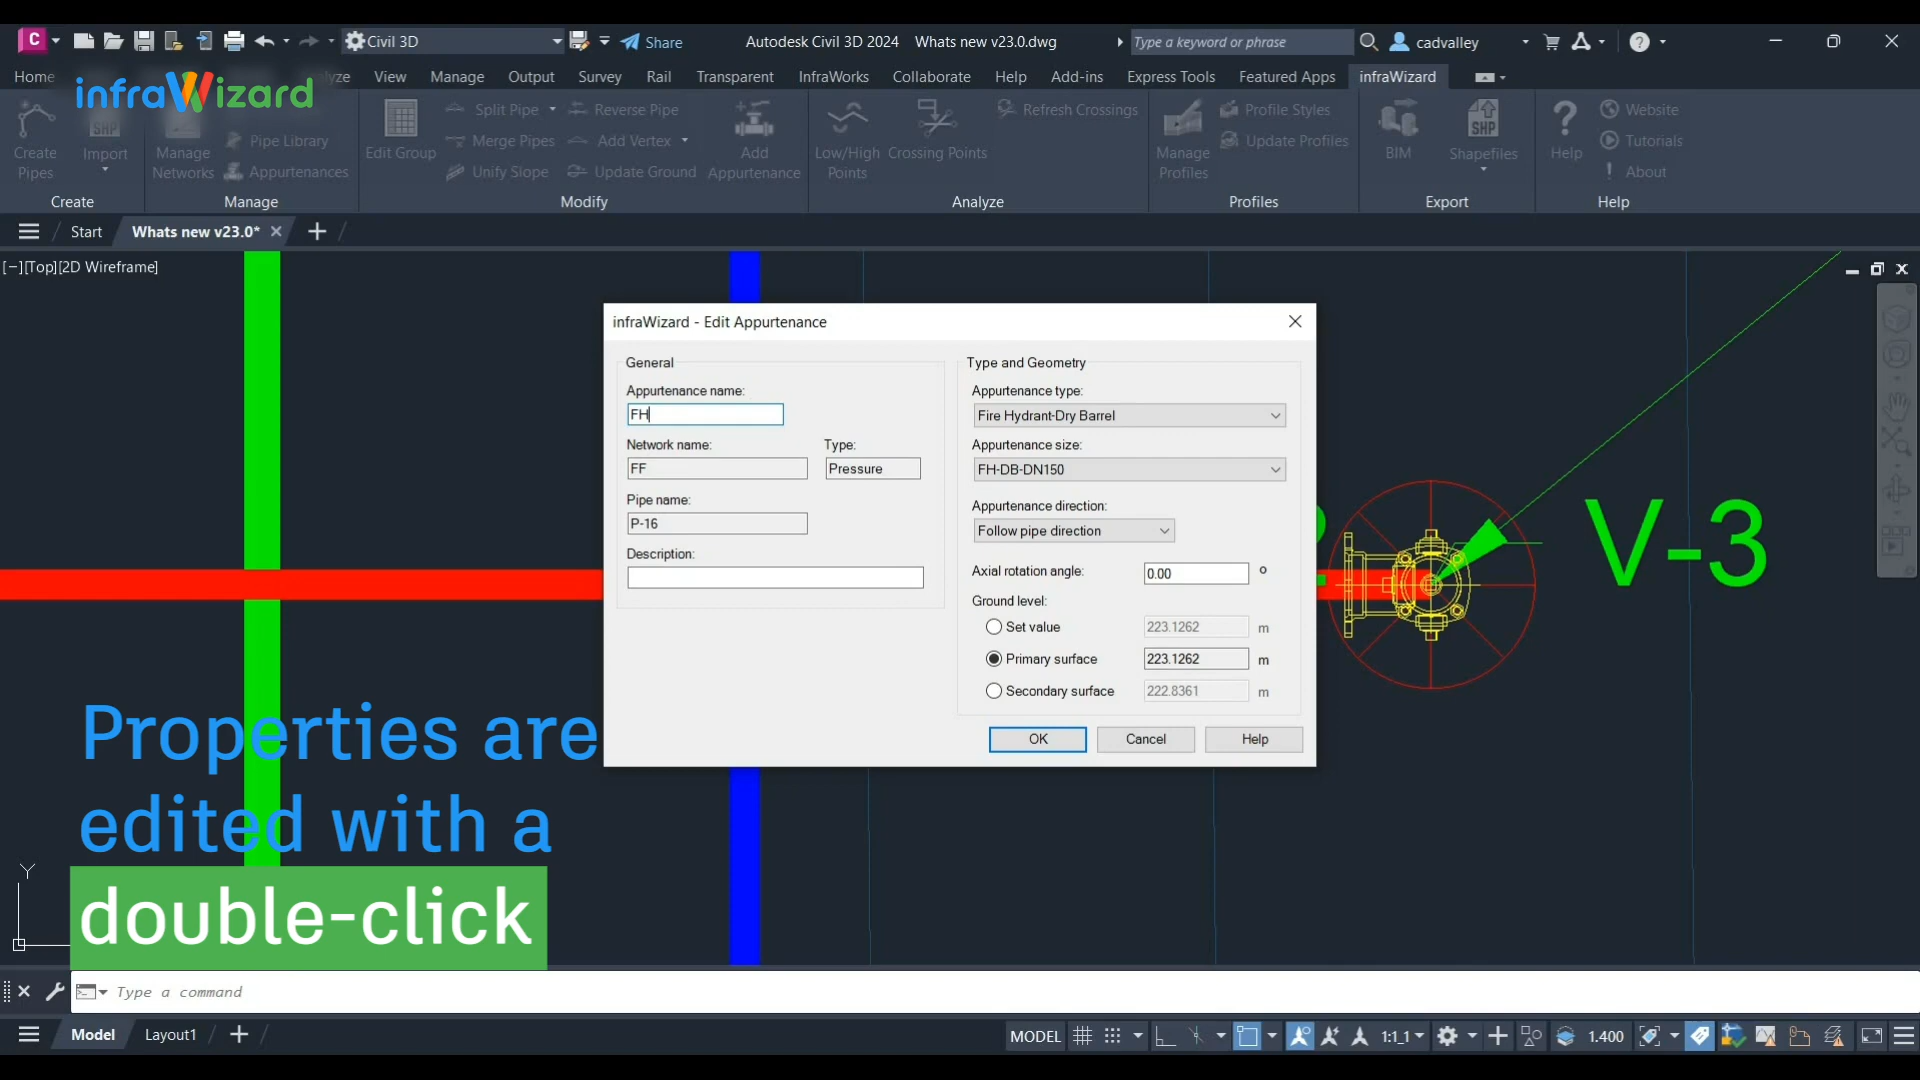 C
Civil 3D
Share
Autodesk Civil 3D 2024 Whats new v23.0.dwg
Type a keyword or phrase
cadvalley
Home
View Manage Output Survey Rail Transparent InfraWorks Collaborate Help Add-ins Express Tools Featured Apps infraWizard
infraWizard
Create Pipes
SHP
Import
Manage Networks
Pipe Library
Appurtenances
Edit Group
Split Pipe
Merge Pipes
Unify Slope
Reverse Pipe
Add Vertex
Update Ground
Add Appurtenance
Low/High Points
Crossing Points
Refresh Crossings
Manage Profiles
Profile Styles
Update Profiles
BIM
SHP
Shapefiles
Help
Website
Tutorials
About
Create Manage Modify Analyze Profiles Export Help
Start Whats new v23.0*
[–][Top][2D Wireframe]
infraWizard - Edit Appurtenance
General
Appurtenance name:
FH
Network name: Type:
FF Pressure
Pipe name:
P-16
Description:
Type and Geometry
Appurtenance type:
Fire Hydrant-Dry Barrel
Appurtenance size:
FH-DB-DN150
Appurtenance direction:
Follow pipe direction
Axial rotation angle: 0.00 °
Ground level:
Set value 223.1262 m
Primary surface 223.1262 m
Secondary surface 222.8361 m
OK Cancel Help
V-3
Properties are
edited with a
double-click
Y
Type a command
Model Layout1
MODEL 1:1_1 1.400